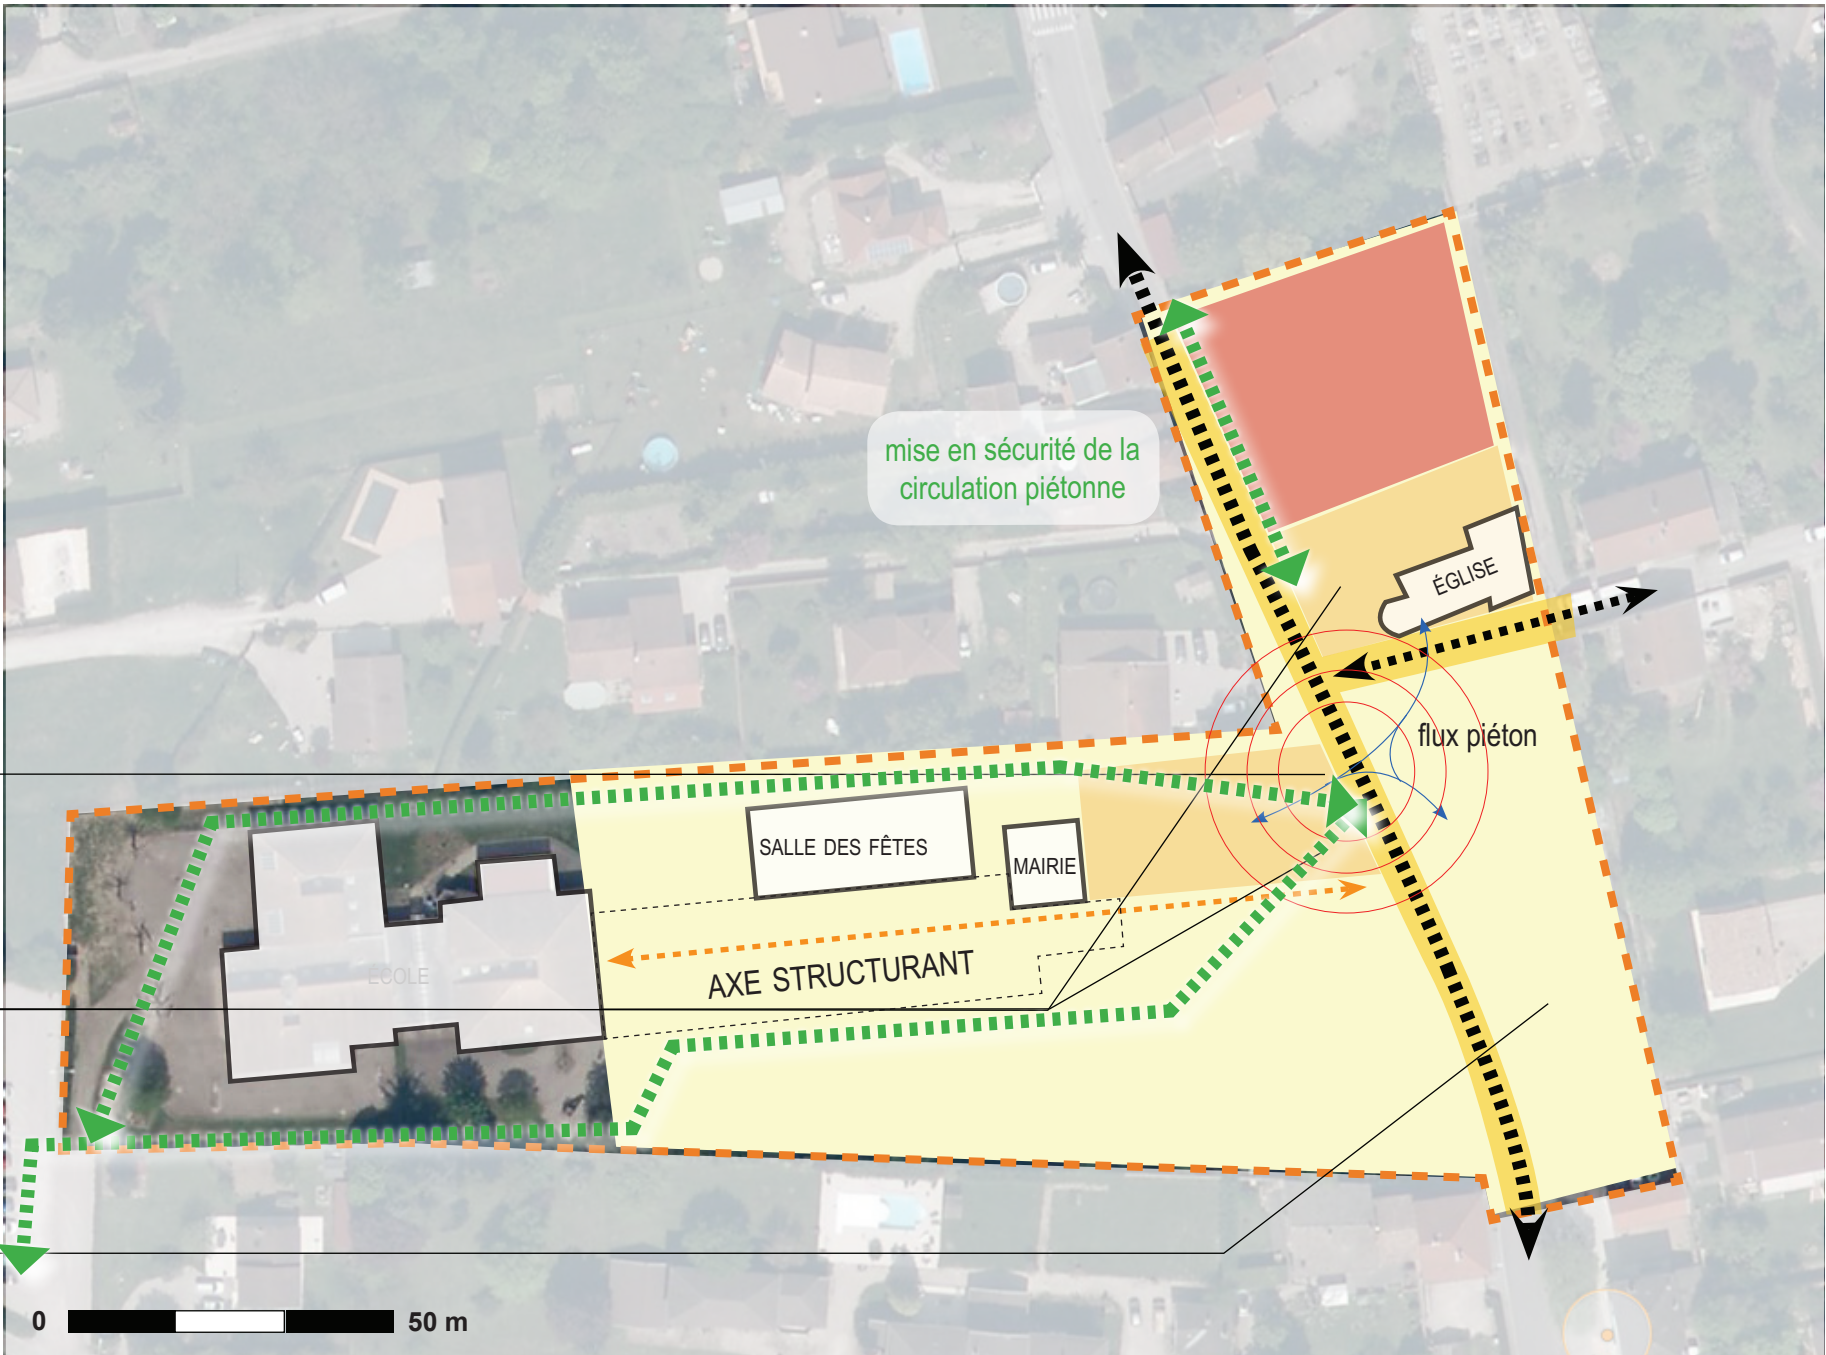 mise en sécurité de la
circulation piétonne
ÉGLISE
flux piéton
SALLE DES FÊTES
MAIRIE
ÉCOLE
AXE STRUCTURANT
0 50 m